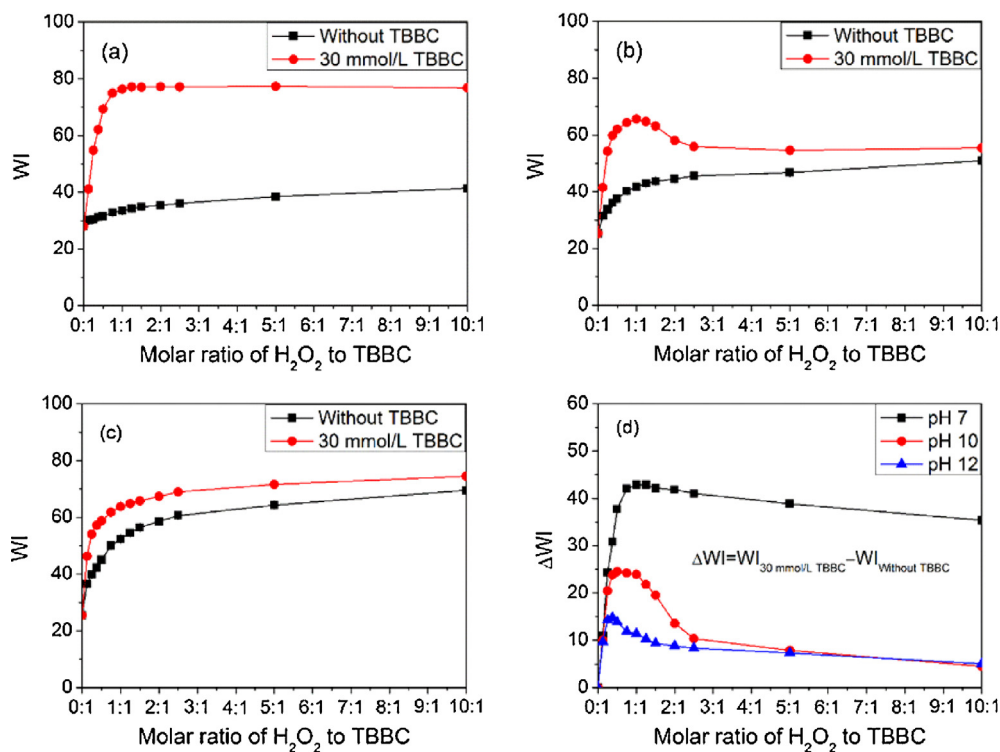 (a)
Without TBBC
30 mmol/L TBBC
100
80
60
40
20
0
WI
0:1 1:1 2:1 3:1 4:1 5:1 6:1 7:1 8:1 9:1 10:1
Molar ratio of H₂O₂ to TBBC
(b)
Without TBBC
30 mmol/L TBBC
100
80
60
40
20
0
WI
0:1 1:1 2:1 3:1 4:1 5:1 6:1 7:1 8:1 9:1 10:1
Molar ratio of H₂O₂ to TBBC
(c)
Without TBBC
30 mmol/L TBBC
100
80
60
40
20
0
WI
0:1 1:1 2:1 3:1 4:1 5:1 6:1 7:1 8:1 9:1 10:1
Molar ratio of H₂O₂ to TBBC
(d)
pH 7
pH 10
pH 12
60
50
40
30
20
10
0
ΔWI
ΔWI=WI30 mmol/L TBBC−WIWithout TBBC
0:1 1:1 2:1 3:1 4:1 5:1 6:1 7:1 8:1 9:1 10:1
Molar ratio of H₂O₂ to TBBC